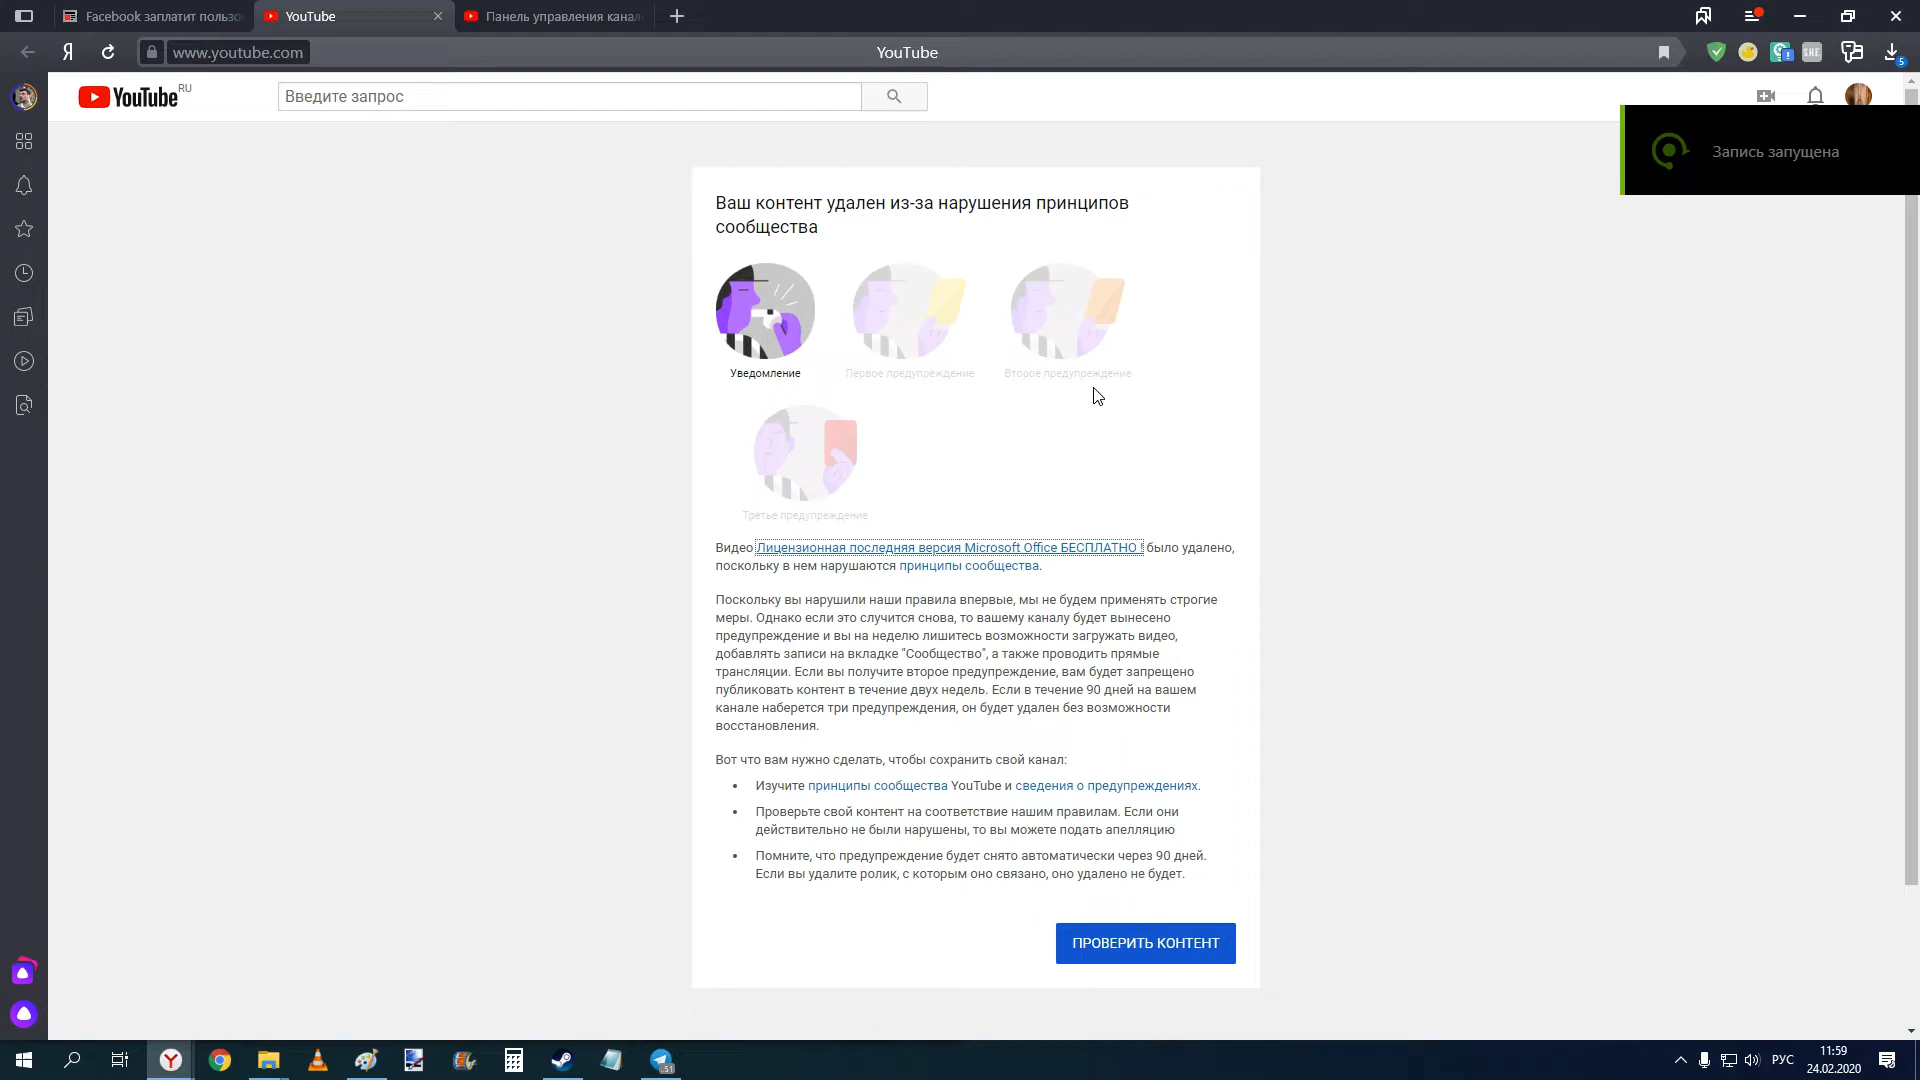 Facebook заплатит пользо
YouTube
Панель управления канал
Я
www.youtube.com
YouTube
S.H.E.
5
YouTube
RU
Введите запрос
Запись запущена
Ваш контент удален из-за нарушения принципов
сообщества
Уведомление
Первое предупреждение
Второе предупреждение
Третье предупреждение
Видео Лицензионная последняя версия Microsoft Office БЕСПЛАТНО ! было удалено,
поскольку в нем нарушаются принципы сообщества.
Поскольку вы нарушили наши правила впервые, мы не будем применять строгие
меры. Однако если это случится снова, то вашему каналу будет вынесено
предупреждение и вы на неделю лишитесь возможности загружать видео,
добавлять записи на вкладке "Сообщество", а также проводить прямые
трансляции. Если вы получите второе предупреждение, вам будет запрещено
публиковать контент в течение двух недель. Если в течение 90 дней на вашем
канале наберется три предупреждения, он будет удален без возможности
восстановления.
Вот что вам нужно сделать, чтобы сохранить свой канал:
• Изучите принципы сообщества YouTube и сведения о предупреждениях.
• Проверьте свой контент на соответствие нашим правилам. Если они
действительно не были нарушены, то вы можете подать апелляцию
• Помните, что предупреждение будет снято автоматически через 90 дней.
Если вы удалите ролик, с которым оно связано, оно удалено не будет.
ПРОВЕРИТЬ КОНТЕНТ
51
РУС
11:59
24.02.2020